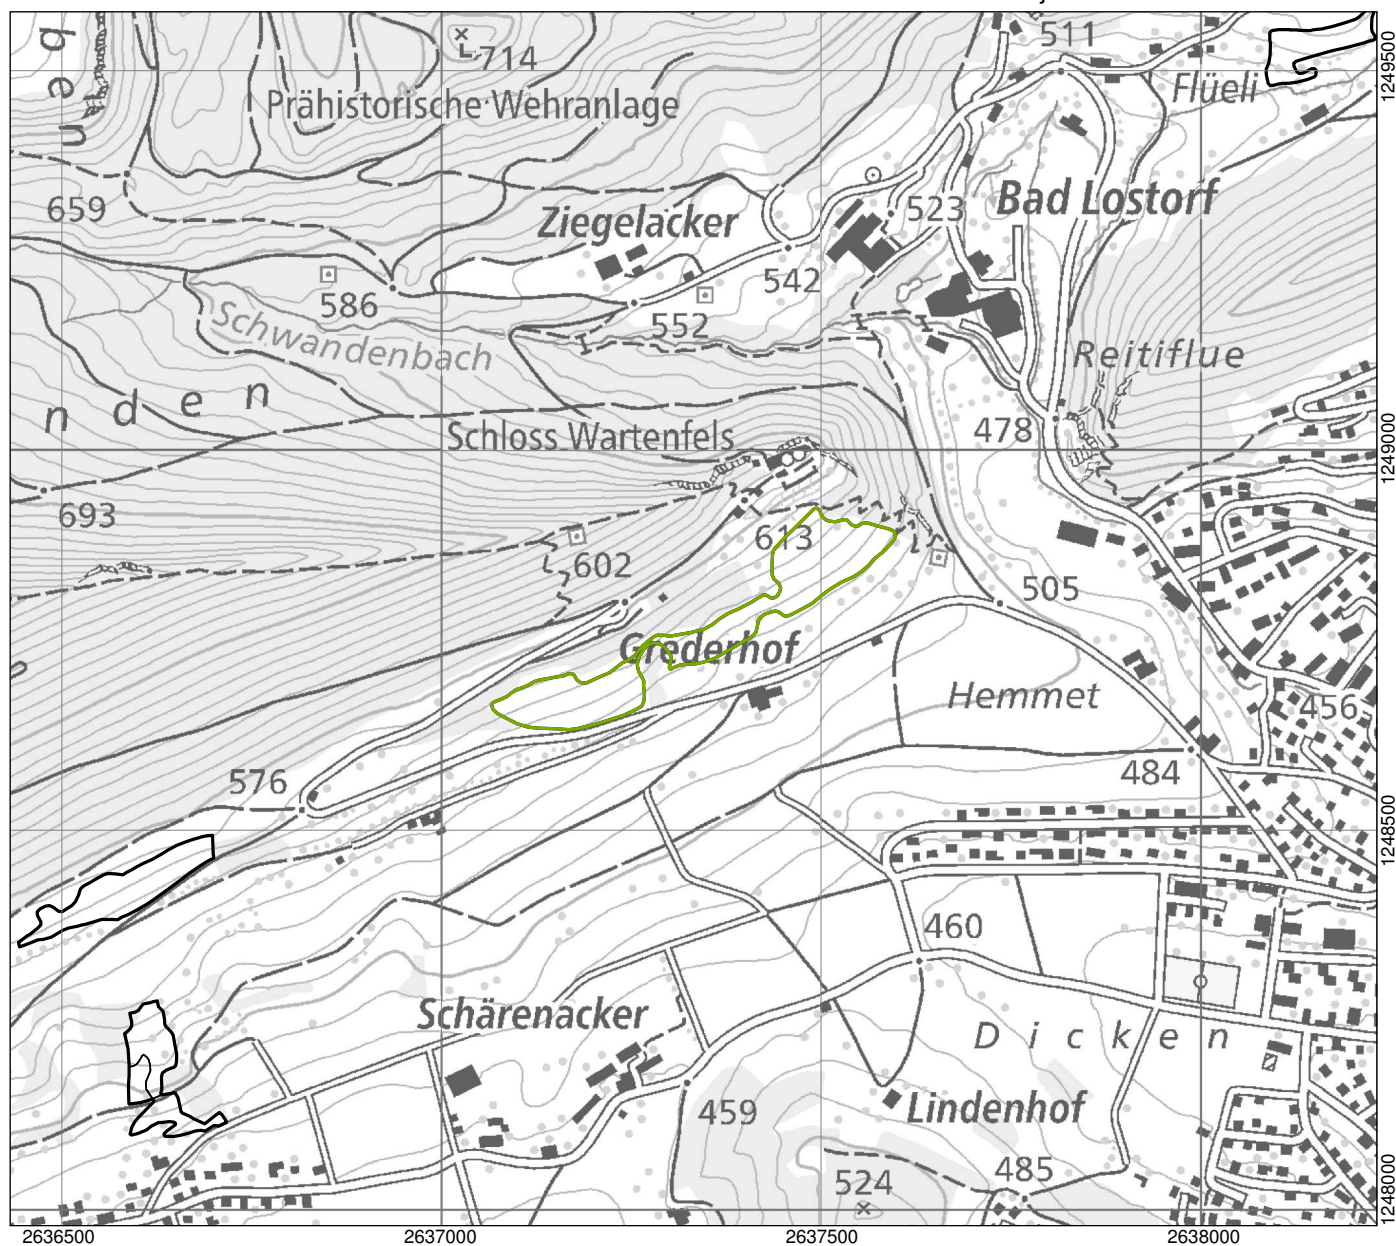 511
714
1249500
Flüeli
b
e
n
Prähistorische Wehranlage
659
Ziegelacker
523
Bad Lostorf
542
586
552
Schwandenbach
Reitiflue
n d e n
Schloss Wartenfels
478
1249000
693
613
602
505
Grederhof
Hemmet
456
576
484
1248500
460
Schärenacker
Dicken
459
Lindenhof
485
524
1248000
2636500
2637000
2637500
2638000